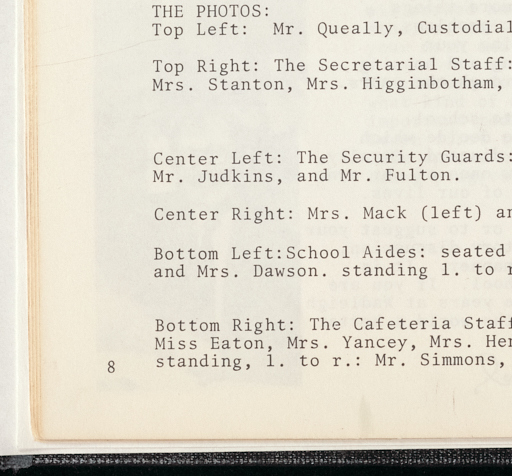 THE PHOTOS:
Top Left: Mr. Queally, Custodial
Top Right: The Secretarial Staff:
Mrs. Stanton, Mrs. Higginbotham,
Center Left: The Security Guards:
Mr. Judkins, and Mr. Fulton.
Center Right: Mrs. Mack (left)
Bottom Left:School Aides: seated
and Mrs. Dawson. standing l. to r
Bottom Right: The Cafeteria Staff
Miss Eaton, Mrs. Yancey, Mrs.
standing, l. to r.: Mr. Simmons,
8